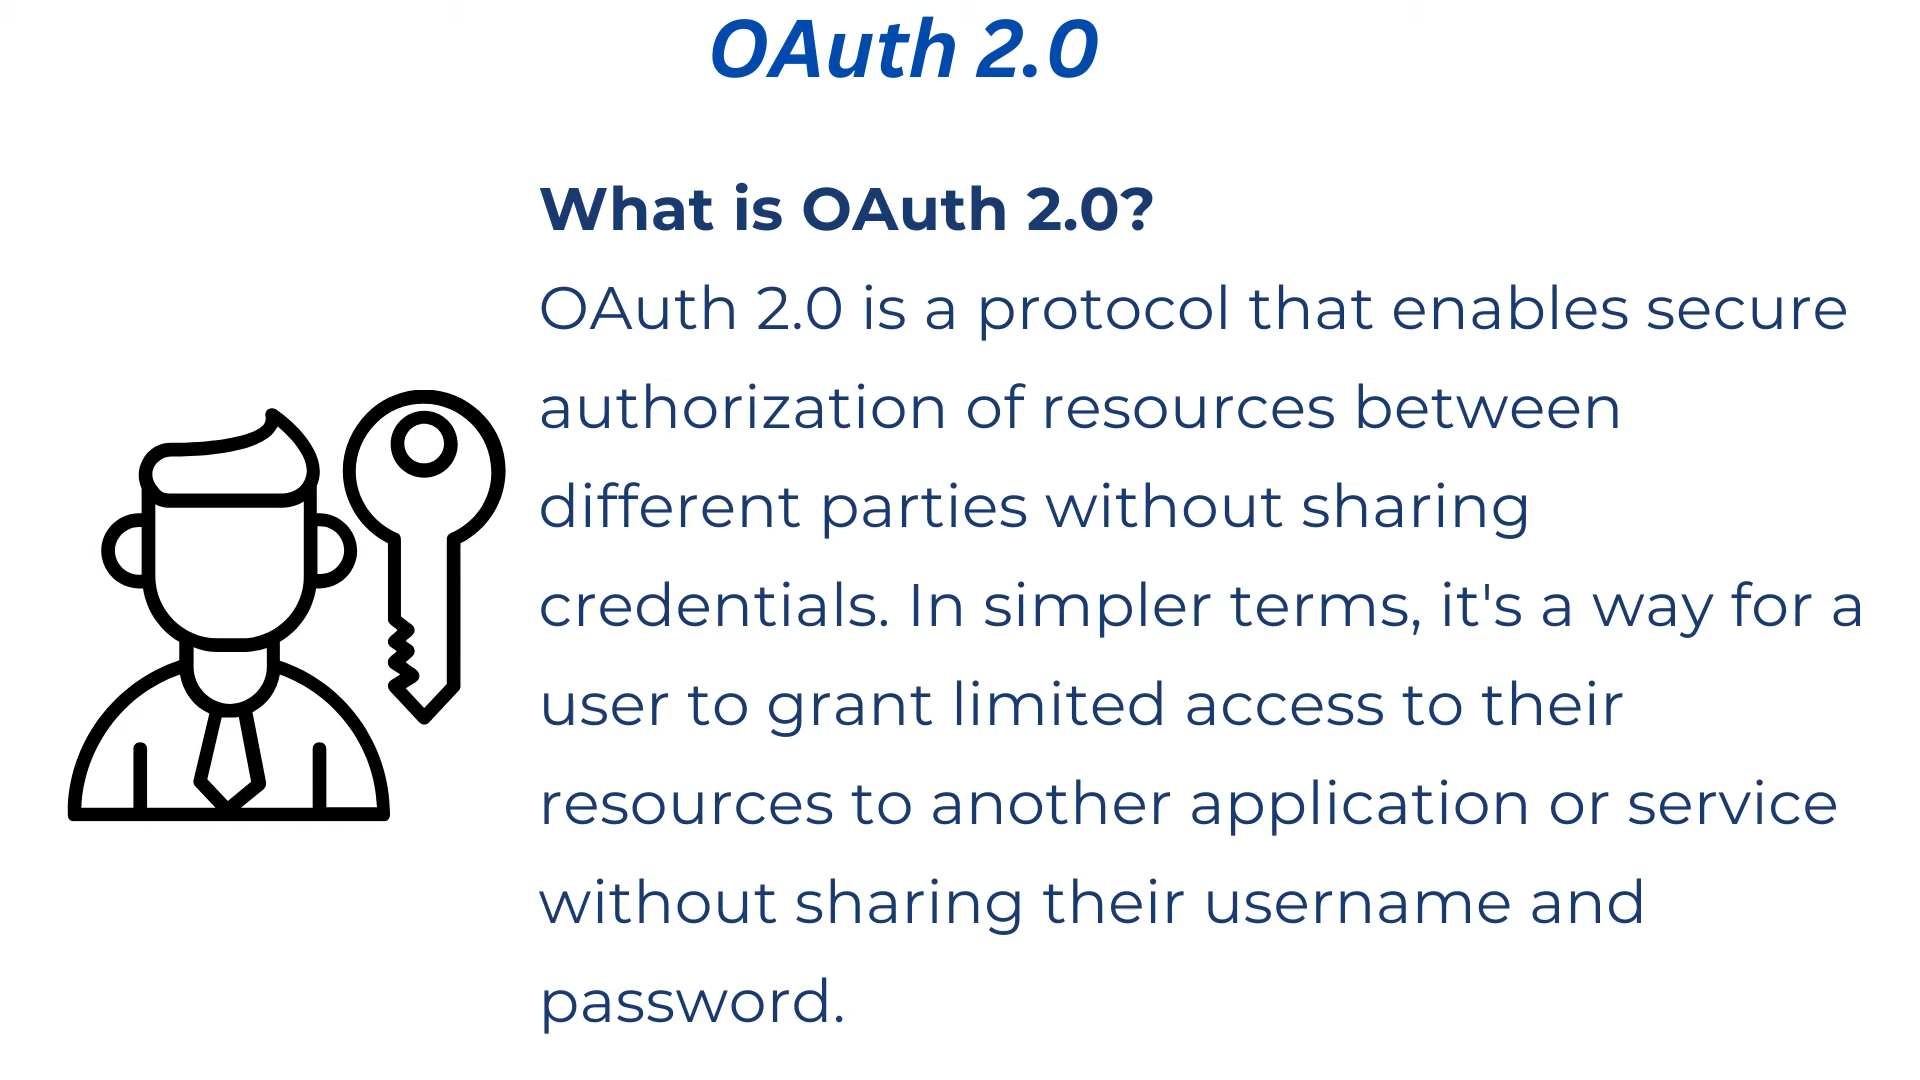 OAuth 2.0
What is OAuth 2.0?
OAuth 2.0 is a protocol that enables secure
authorization of resources between
different parties without sharing
credentials. In simpler terms, it's a way for a
user to grant limited access to their
resources to another application or service
without sharing their username and
password.